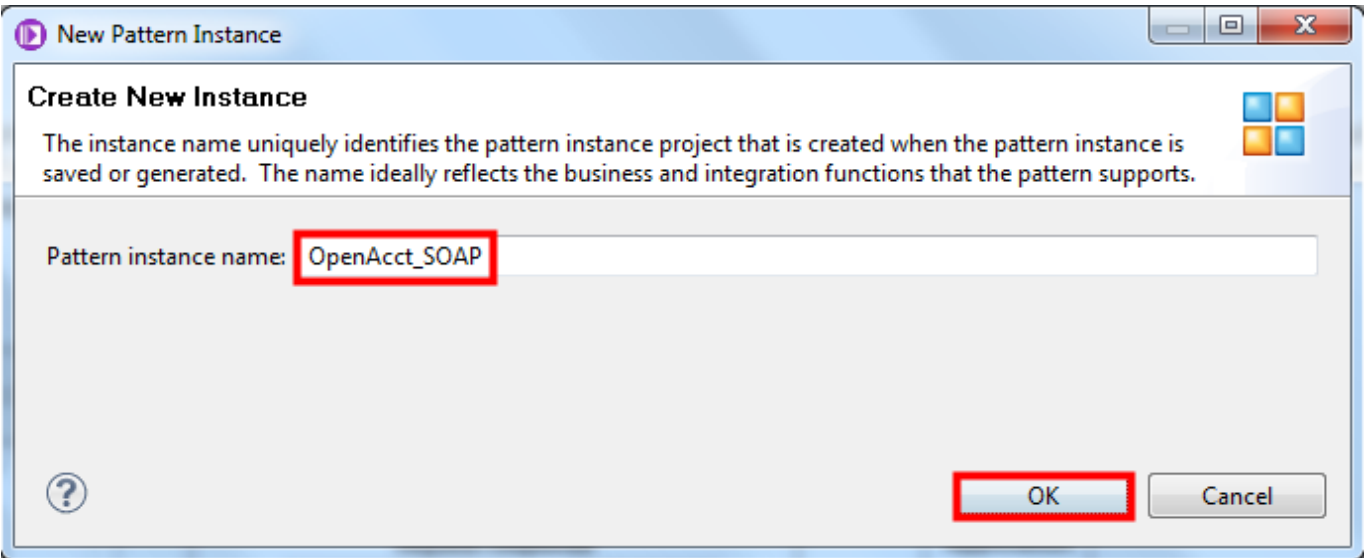 New Pattern Instance
Create New Instance
The instance name uniquely identifies the pattern instance project that is created when the pattern instance is
saved or generated. The name ideally reflects the business and integration functions that the pattern supports.
Pattern instance name: OpenAcct_SOAP
OK Cancel